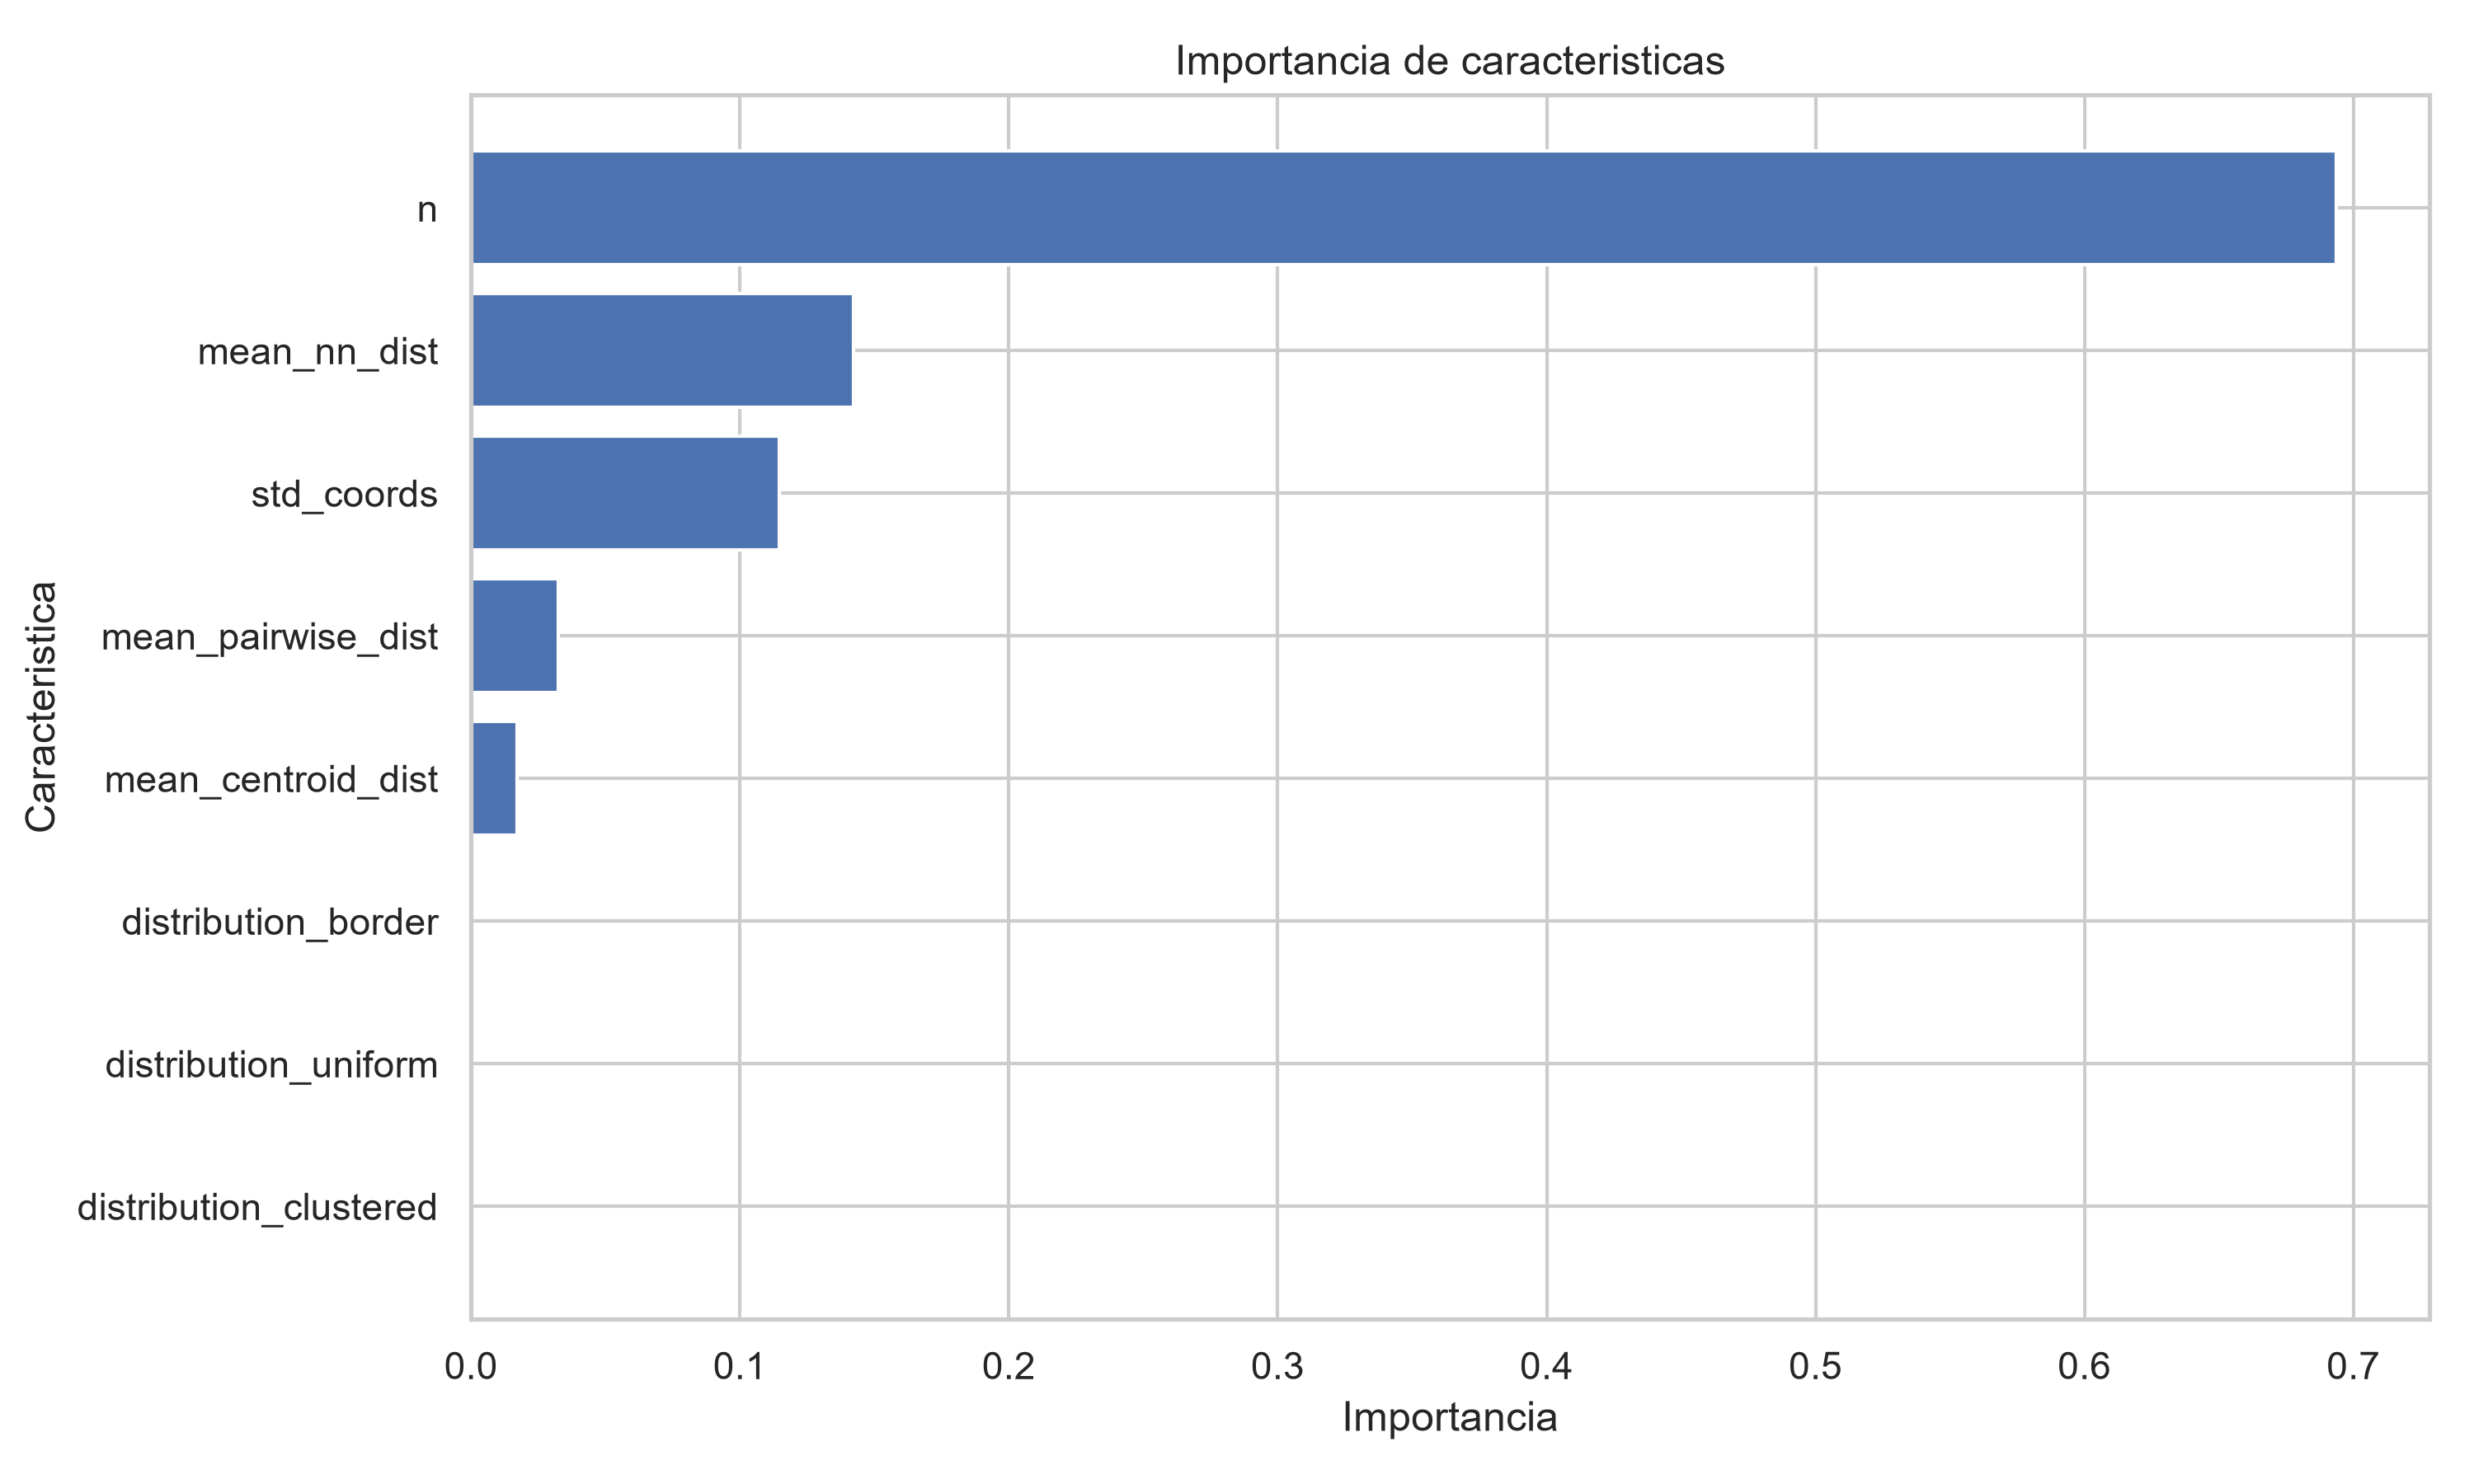 Importancia de caracteristicas
Caracteristica
n
mean_nn_dist
std_coords
mean_pairwise_dist
mean_centroid_dist
distribution_border
distribution_uniform
distribution_clustered
0.0 0.1 0.2 0.3 0.4 0.5 0.6 0.7
Importancia